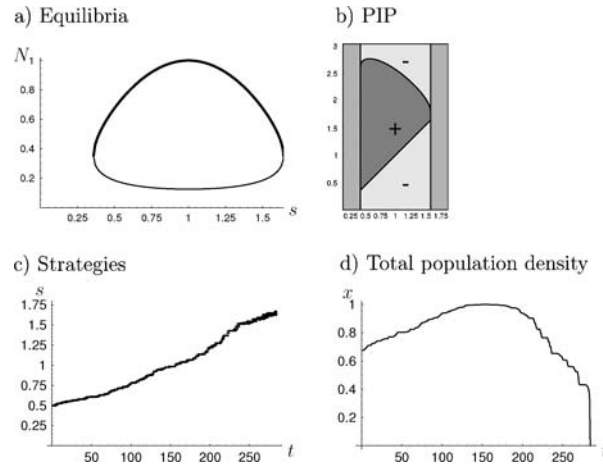 a) Equilibria
N₁
1
0.8
0.6
0.4
0.2
0.25 0.5 0.75 1 1.25 1.5 s
b) PIP
3
2.5
2
1.5
1
0.5
-
+
-
0.25 0.5 0.75 1 1.25 1.5 1.75
c) Strategies
s
1.75
1.5
1.25
1
0.75
0.5
0.25
50 100 150 200 250 t
d) Total population density
x
1
0.8
0.6
0.4
0.2
50 100 150 200 250